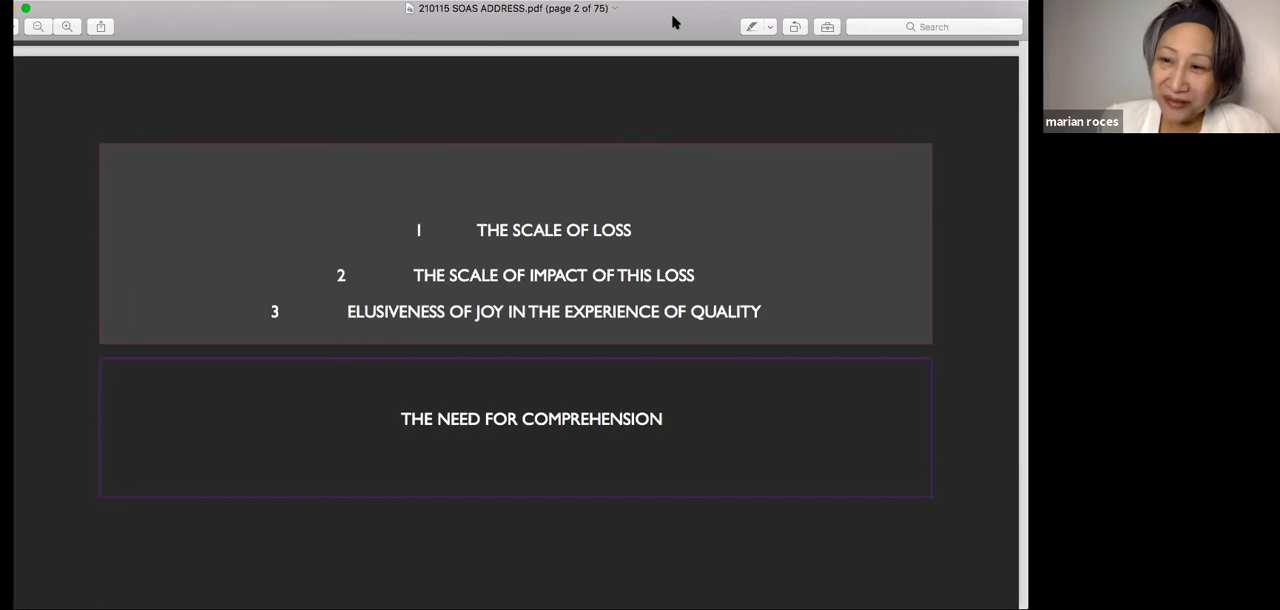 210115 SOAS ADDRESS.pdf (page 2 of 75)
Search
marian roces
1 THE SCALE OF LOSS
2 THE SCALE OF IMPACT OF THIS LOSS
3 ELUSIVENESS OF JOY IN THE EXPERIENCE OF QUALITY
THE NEED FOR COMPREHENSION